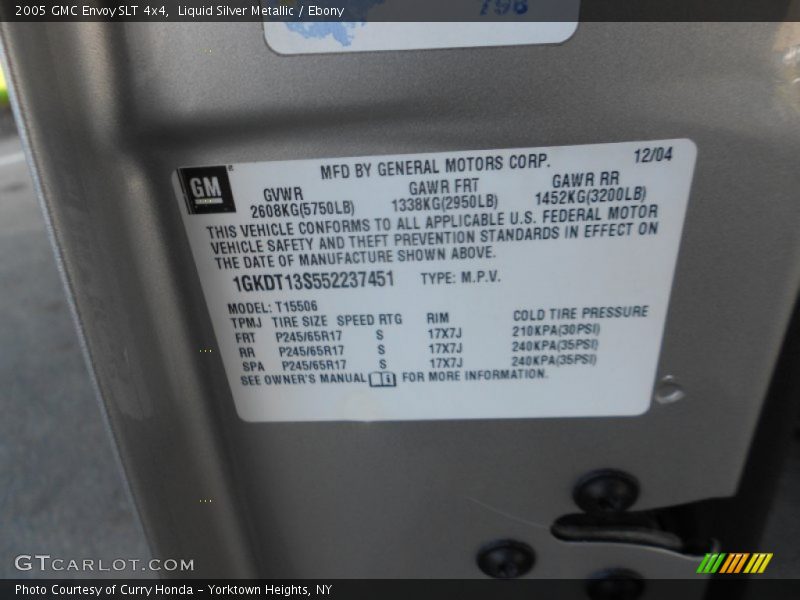 2005 GMC Envoy SLT 4x4, Liquid Silver Metallic / Ebony
798
MFD BY GENERAL MOTORS CORP. 12/04
GM
GVWR GAWR FRT GAWR RR
2608KG(5750LB) 1338KG(2950LB) 1452KG(3200LB)
THIS VEHICLE CONFORMS TO ALL APPLICABLE U.S. FEDERAL MOTOR
VEHICLE SAFETY AND THEFT PREVENTION STANDARDS IN EFFECT ON
THE DATE OF MANUFACTURE SHOWN ABOVE.
1GKDT13S552237451 TYPE: M.P.V.
MODEL: T15506
TPMJ TIRE SIZE SPEED RTG RIM COLD TIRE PRESSURE
FRT P245/65R17 S 17X7J 210KPA(30PSI)
RR P245/65R17 S 17X7J 240KPA(35PSI)
SPA P245/65R17 S 17X7J 240KPA(35PSI)
SEE OWNER'S MANUAL FOR MORE INFORMATION.
GTCARLOT.COM
Photo Courtesy of Curry Honda - Yorktown Heights, NY